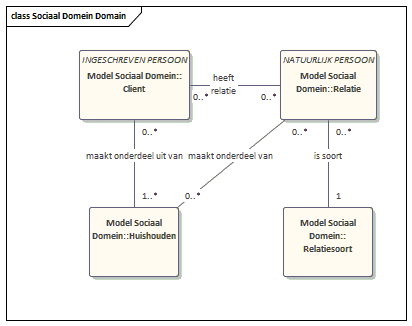 class Sociaal Domein Domain
INGESCHREVEN PERSOON
Model Sociaal Domein::
Client
NATUURLIJK PERSOON
Model Sociaal
Domein::Relatie
heeft
relatie
0..*
0..*
0..*
0..*
0..*
maakt onderdeel uit van
maakt onderdeel van
is soort
1..*
0..*
1
Model Sociaal
Domein::Huishouden
Model Sociaal
Domein::
Relatiesoort